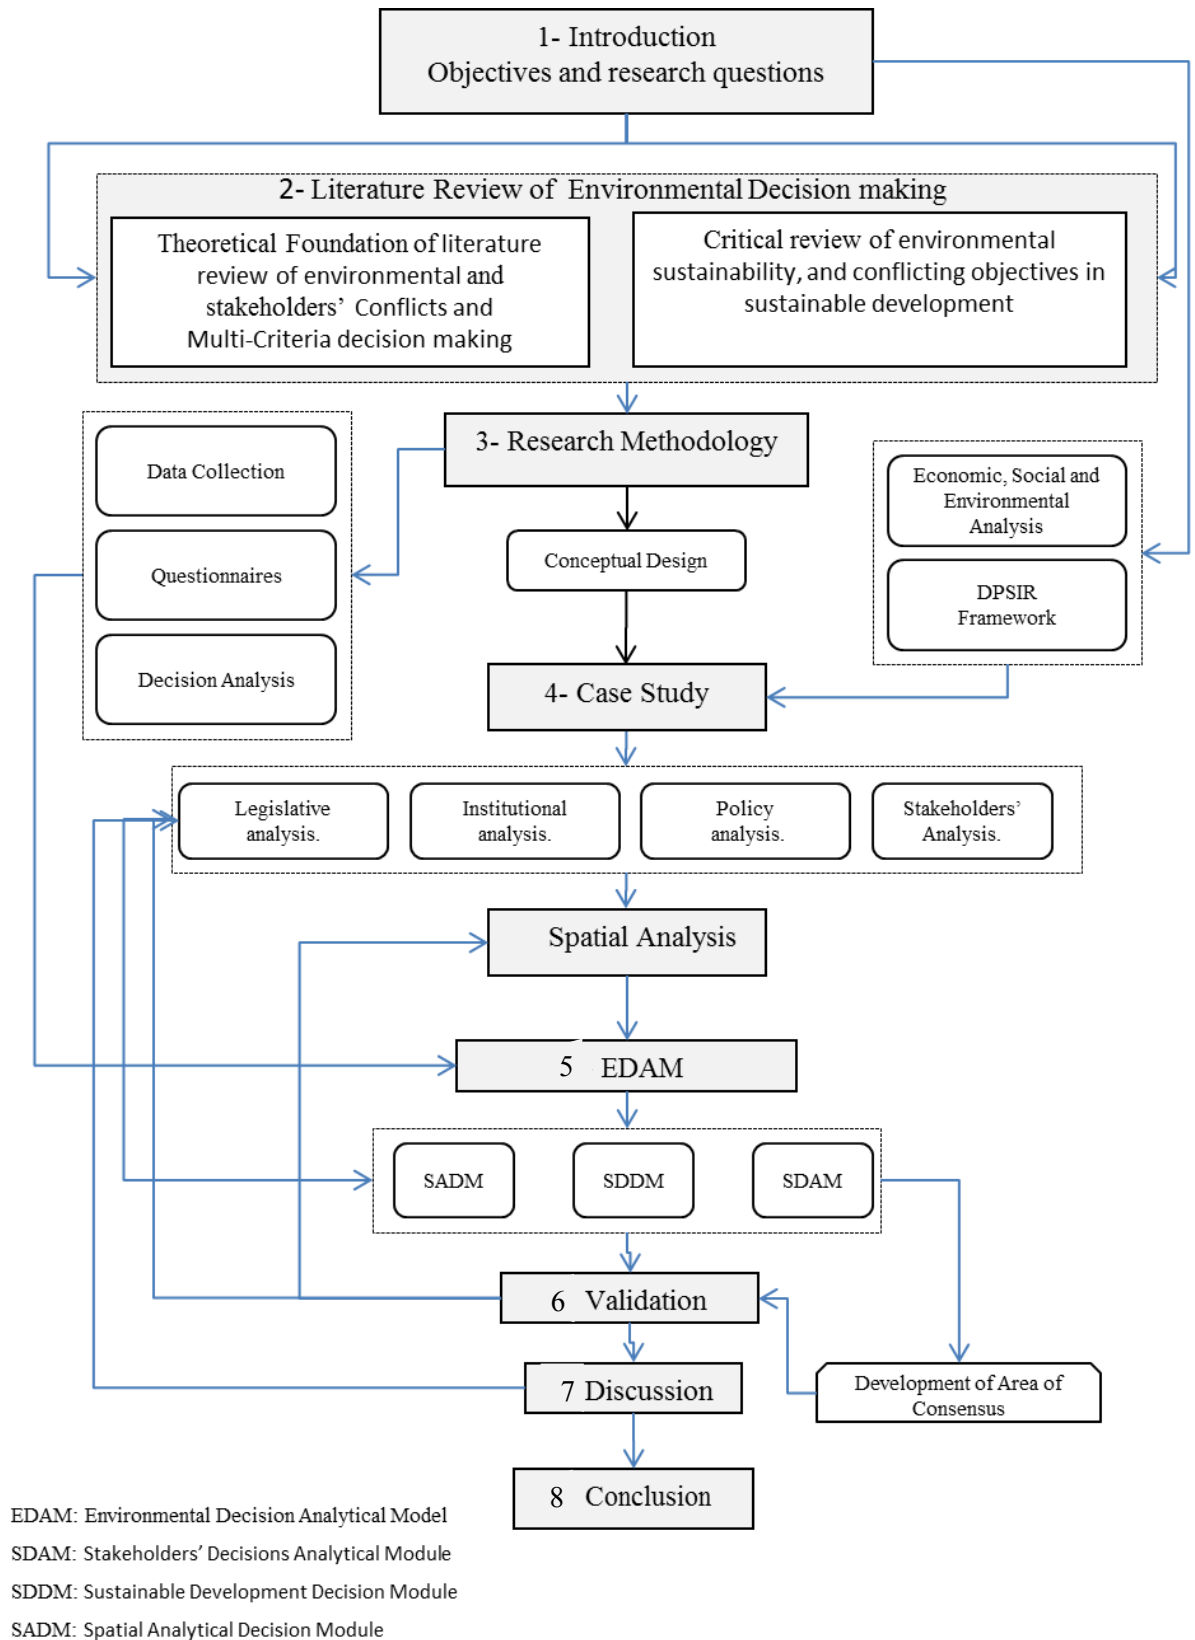 1- Introduction
Objectives and research questions
2- Literature Review of Environmental Decision making
Theoretical Foundation of literature
review of environmental and
stakeholders’ Conflicts and
Multi-Criteria decision making
Critical review of environmental
sustainability, and conflicting objectives in
sustainable development
3- Research Methodology
Data Collection
Questionnaires
Decision Analysis
Conceptual Design
Economic, Social and
Environmental
Analysis
DPSIR
Framework
4- Case Study
Legislative
analysis.
Institutional
analysis.
Policy
analysis.
Stakeholders’
Analysis.
Spatial Analysis
5 EDAM
SADM
SDDM
SDAM
6 Validation
7 Discussion
Development of Area of
Consensus
8 Conclusion
EDAM: Environmental Decision Analytical Model
SDAM: Stakeholders’ Decisions Analytical Module
SDDM: Sustainable Development Decision Module
SADM: Spatial Analytical Decision Module